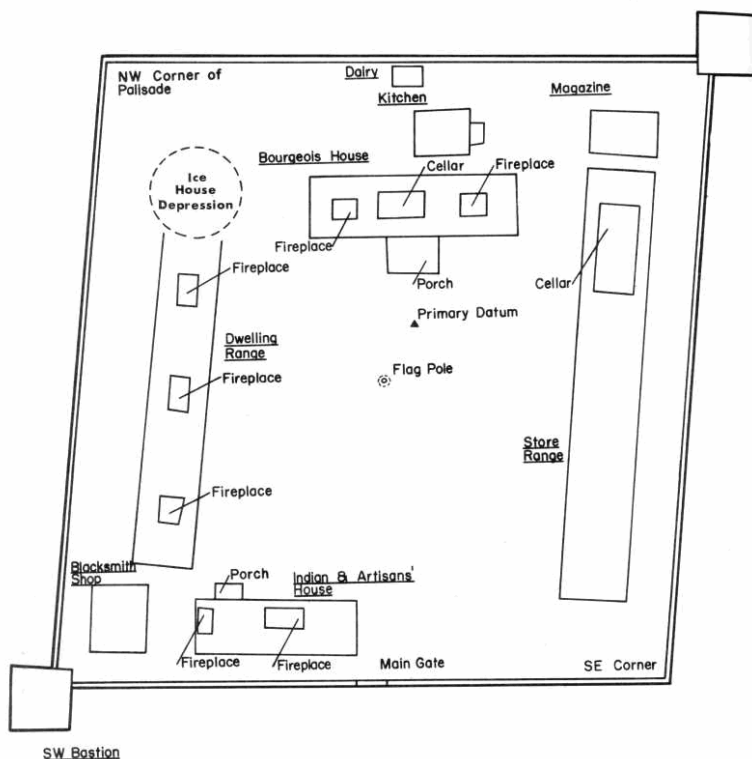 NW Corner of
Palisade
Dairy
Kitchen
Magazine
Bourgeois House
Cellar
Fireplace
Ice
House
Depression
Fireplace
Porch
Fireplace
Cellar
Primary Datum
Dwelling
Range
Fireplace
Flag Pole
Store
Range
Fireplace
Blacksmith
Shop
Porch
Indian & Artisans'
House
Fireplace
Fireplace
Main Gate
SE Corner
SW Bastion